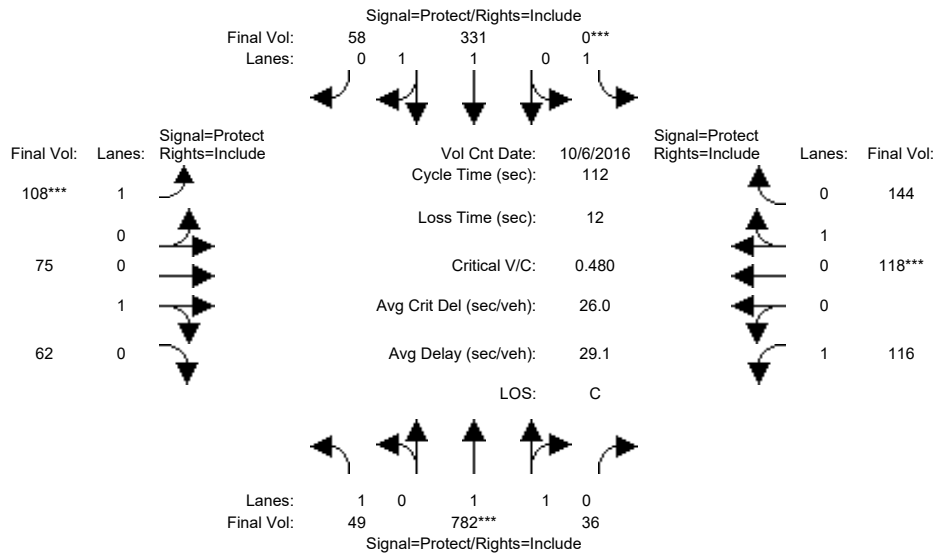 Signal=Protect/Rights=Include
Final Vol: 58 331 0***
Lanes: 0 1 1 0 1
Signal=Protect Signal=Protect
Final Vol: Lanes: Rights=Include Vol Cnt Date: 10/6/2016 Rights=Include Lanes: Final Vol:
Cycle Time (sec): 112
108*** 1 0 144
Loss Time (sec): 12
0 1
75 0 Critical V/C: 0.480 0 118***
1 Avg Crit Del (sec/veh): 26.0 0
62 0 Avg Delay (sec/veh): 29.1 1 116
LOS: C
Lanes: 1 0 1 1 0
Final Vol: 49 782*** 36
Signal=Protect/Rights=Include